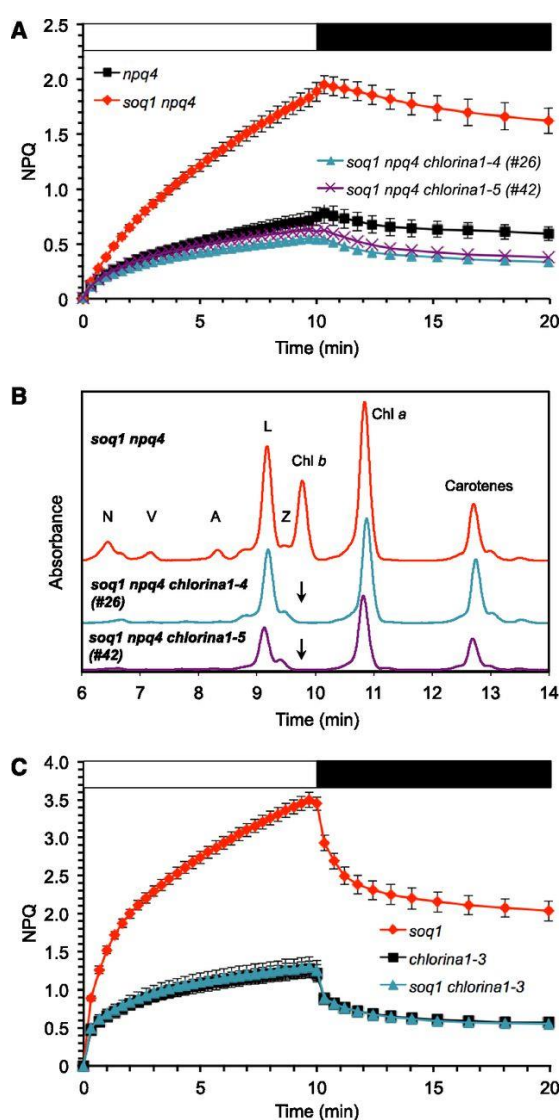 A
2.5
2.0
1.5
1.0
0.5
0
NPQ
npq4
soq1 npq4
soq1 npq4 chlorina1-4 (#26)
soq1 npq4 chlorina1-5 (#42)
0 5 10 15 20
Time (min)
B
Absorbance
soq1 npq4
N V A L Z Chl b Chl a Carotenes
soq1 npq4 chlorina1-4
(#26)
soq1 npq4 chlorina1-5
(#42)
6 7 8 9 10 11 12 13 14
Time (min)
C
4.0
3.5
3.0
2.5
2.0
1.5
1.0
0.5
0
NPQ
soq1
chlorina1-3
soq1 chlorina1-3
0 5 10 15 20
Time (min)